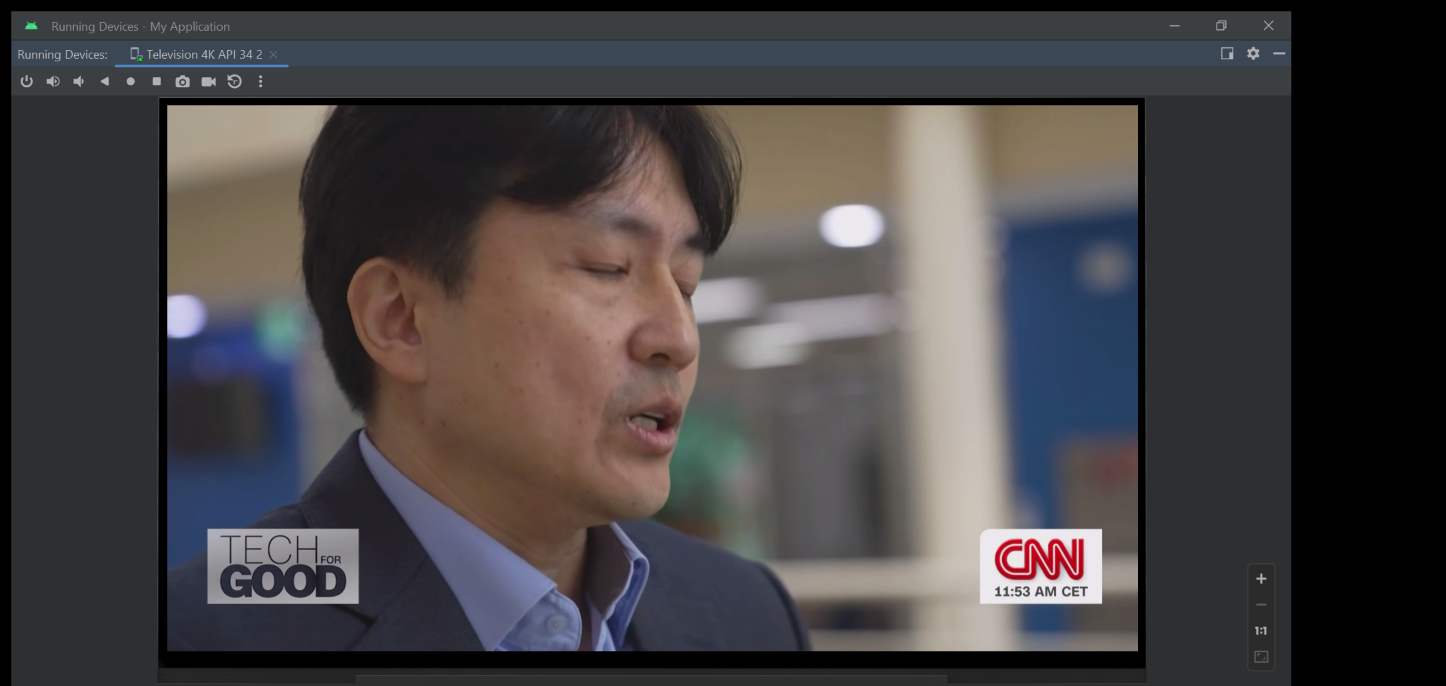 Running Devices - My Application
Running Devices:
Television 4K API 34 2
TECH FOR
GOOD
CNN
11:53 AM CET
1:1